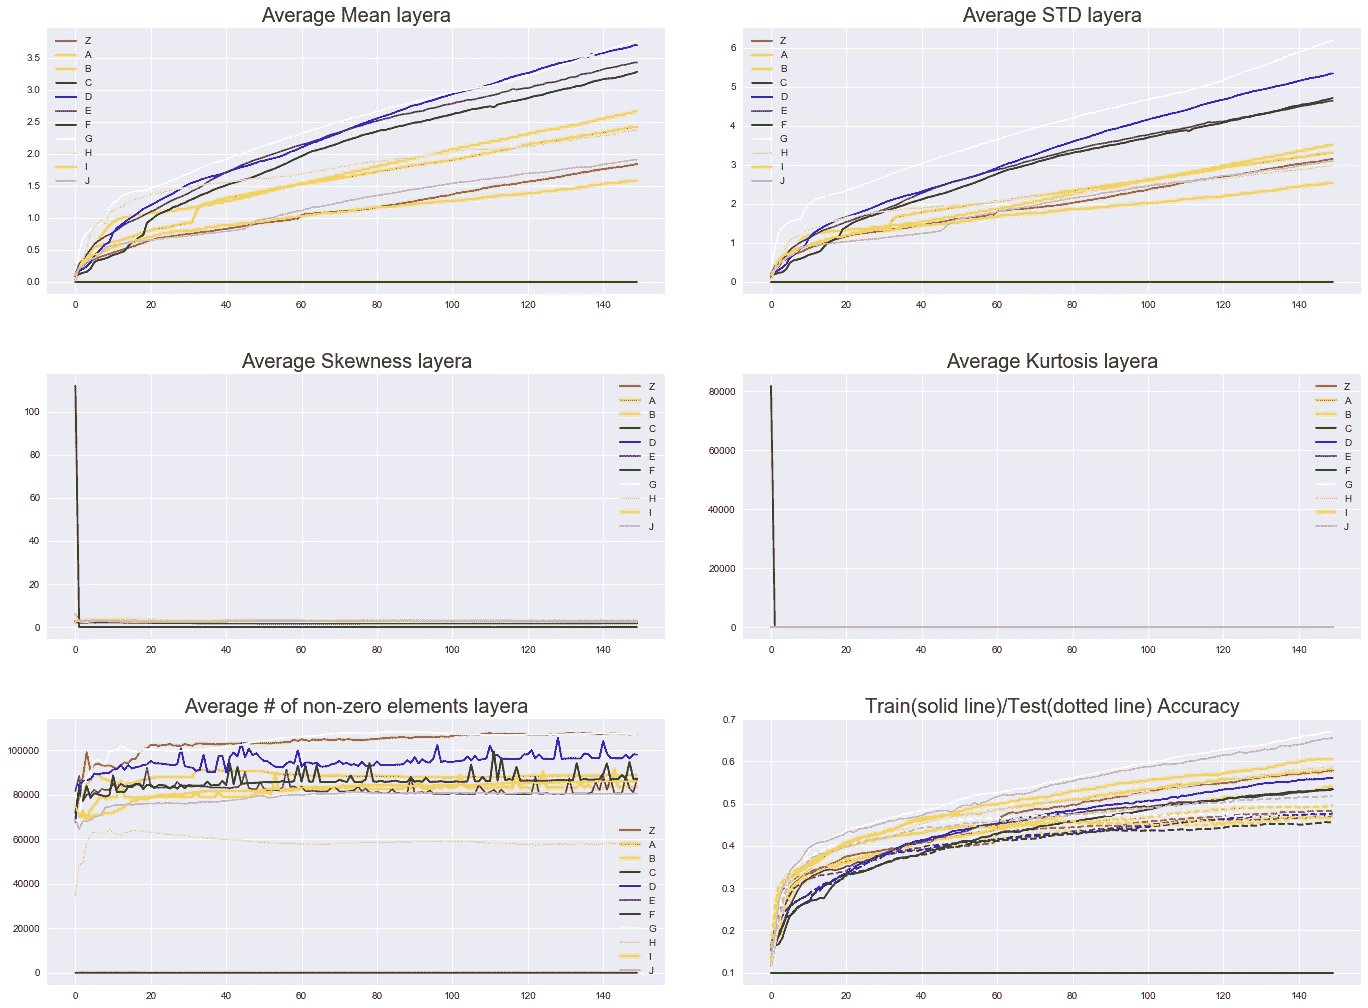 Average Mean layera
3.5
3.0
2.5
2.0
1.5
1.0
0.5
0.0
Z
A
B
C
D
E
F
G
H
I
J
0 20 40 60 80 100 120 140
Average STD layera
6
5
4
3
2
1
0
Z
A
B
C
D
E
F
G
H
I
J
0 20 40 60 80 100 120 140
Average Skewness layera
100
80
60
40
20
0
Z
A
B
C
D
E
F
G
H
I
J
0 20 40 60 80 100 120 140
Average Kurtosis layera
80000
60000
40000
20000
0
Z
A
B
C
D
E
F
G
H
I
J
0 20 40 60 80 100 120 140
Average # of non-zero elements layera
100000
80000
60000
40000
20000
0
Z
A
B
C
D
E
F
G
H
I
J
0 20 40 60 80 100 120 140
Train(solid line)/Test(dotted line) Accuracy
0.7
0.6
0.5
0.4
0.3
0.2
0.1
0 20 40 60 80 100 120 140